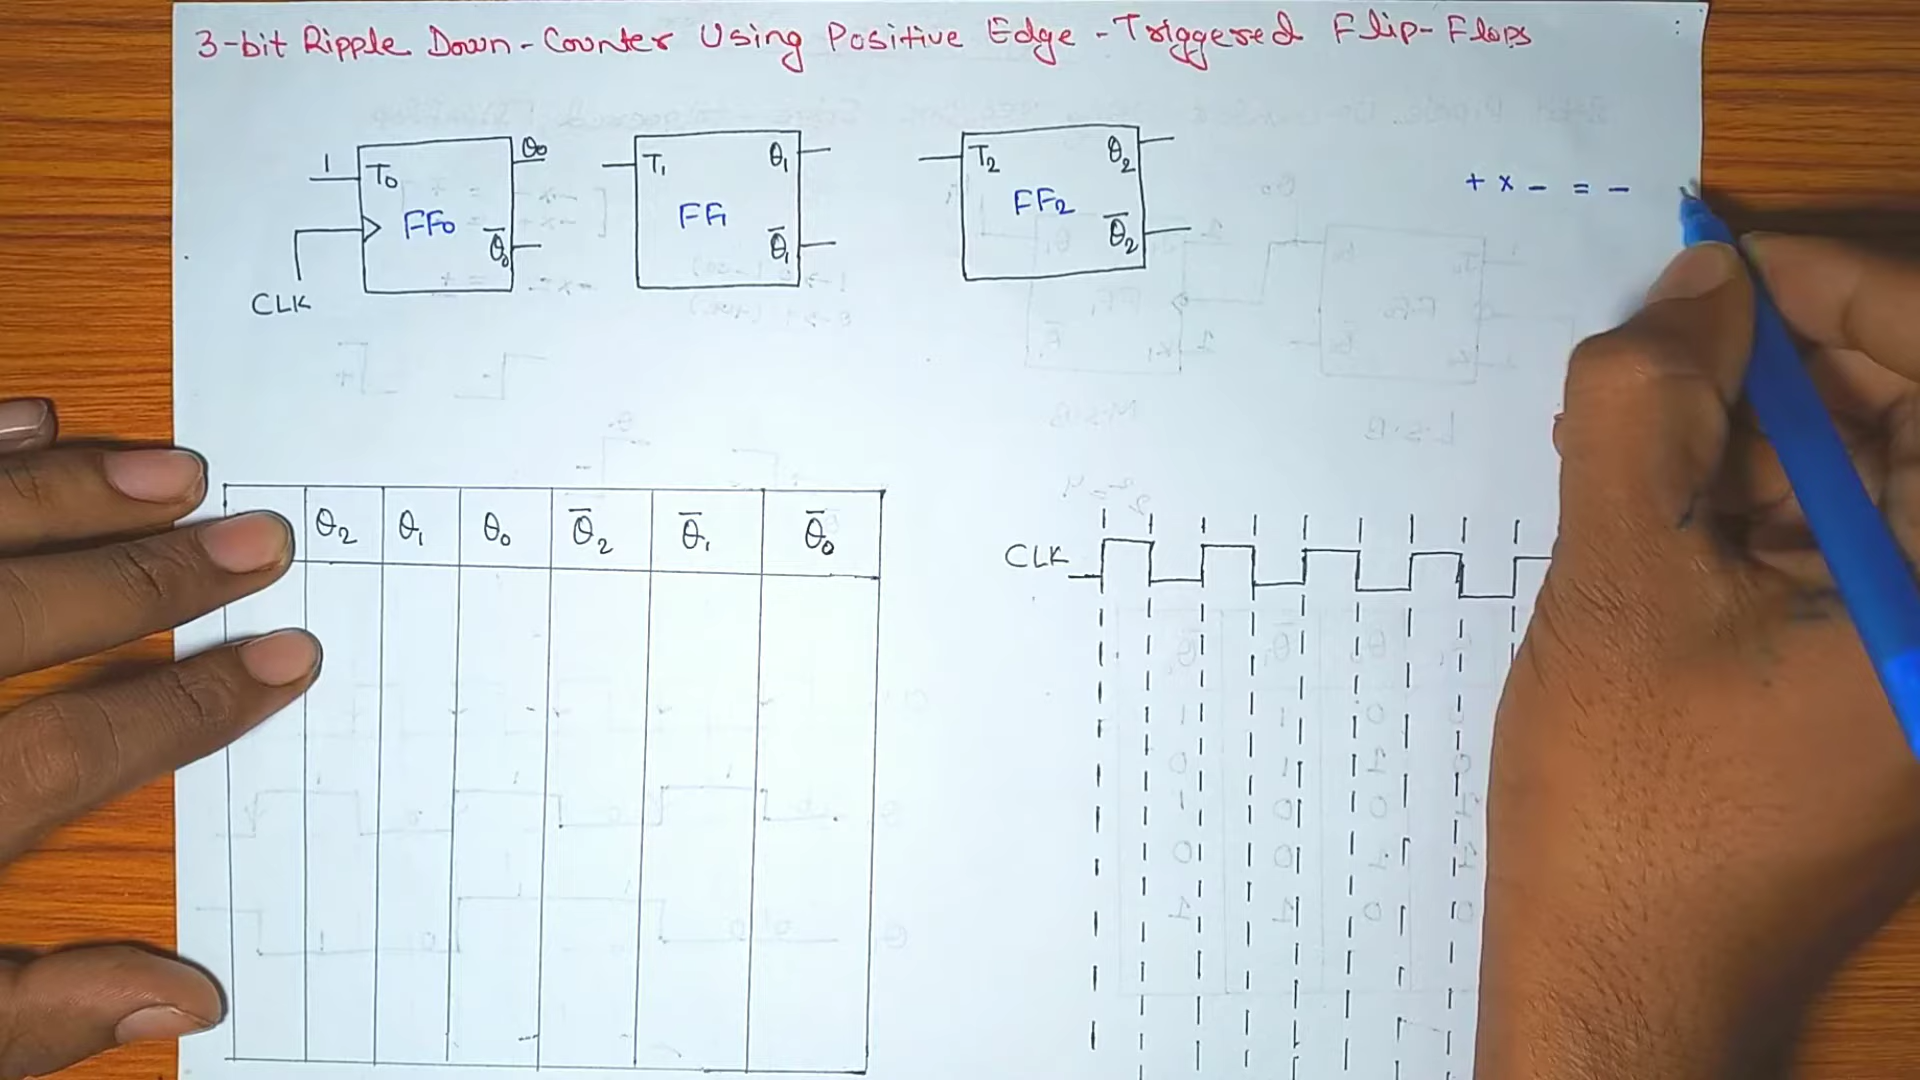 3-bit Ripple Down-Counter Using Positive Edge-Triggered Flip-Flops
1 T₀ Q₀
FF₀ Q̅₀
CLK
T₁ Q₁
FF₁ Q̅₁
T₂ Q₂
FF₂ Q̅₂
+ x - = -
Q₂ Q₁ Q₀ Q̅₂ Q̅₁ Q̅₀
CLK